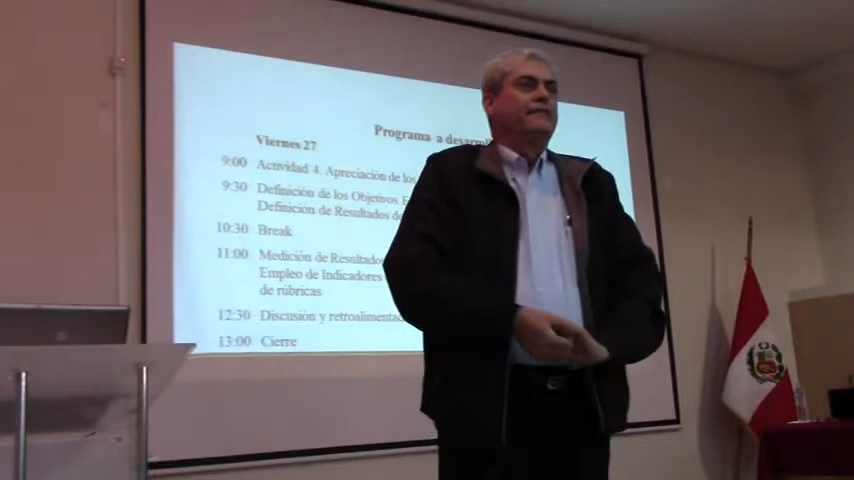 Programa a desarrol
Viernes 27
9:00 Actividad 4. Apreciación de los
9:30 Definición de los Objetivos E
Definición de Resultados d
10:30 Break
11:00 Medición de Resultado
Empleo de Indicadores
de rúbricas
12:30 Discusión y retroalimenta
13:00 Cierre